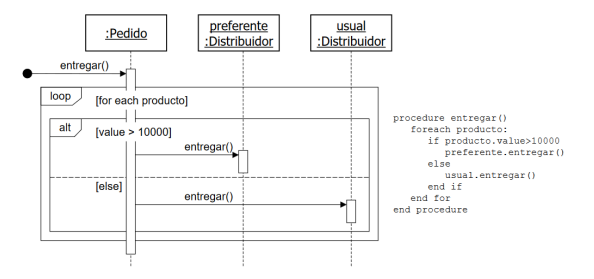 :Pedido
preferente
:Distribuidor
usual
:Distribuidor
entregar()
loop
[for each producto]
alt
[value > 10000]
entregar()
[else]
entregar()
procedure entregar()
foreach producto:
if producto.value>10000
preferente.entregar()
else
usual.entregar()
end if
end for
end procedure